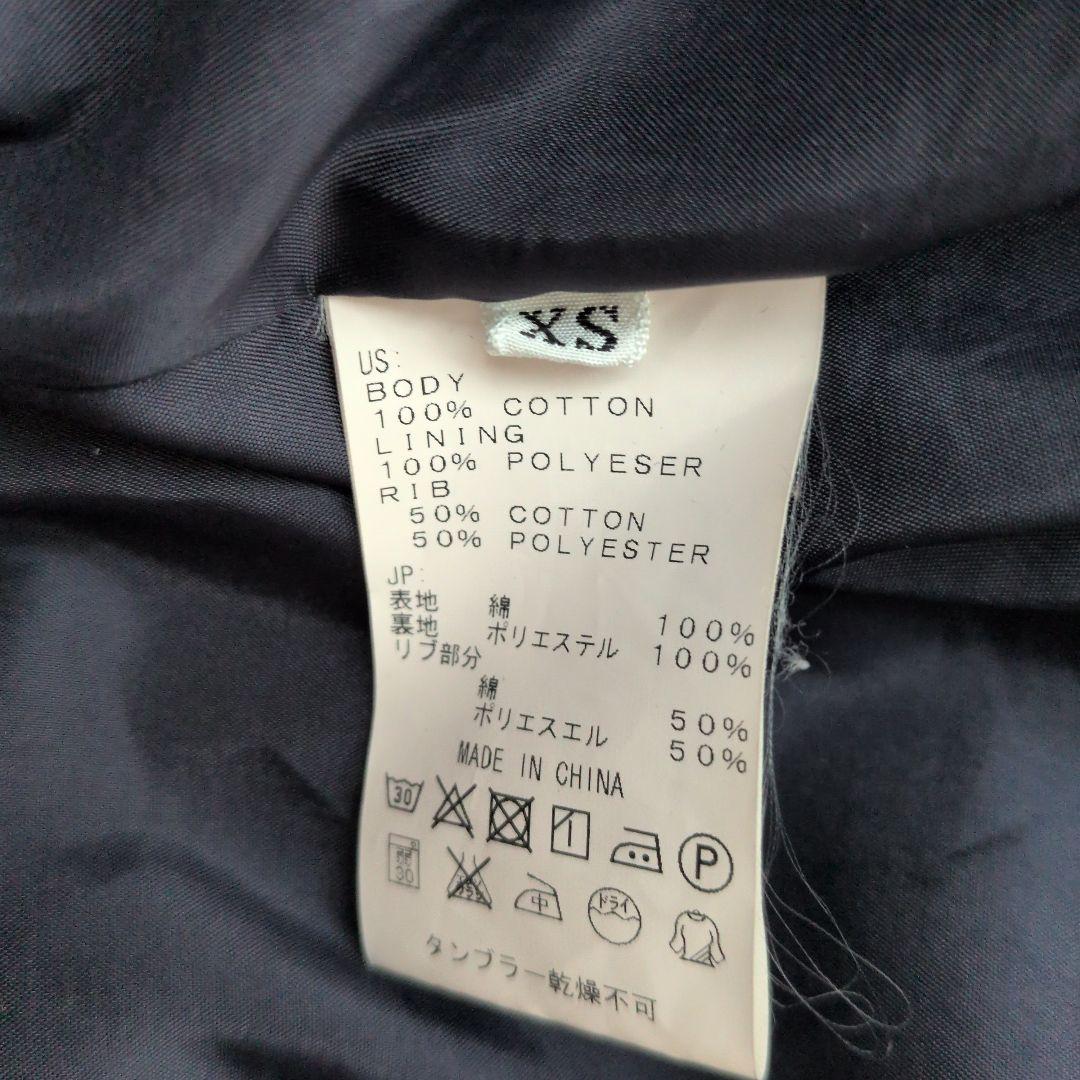 XS
US:
BODY
100% COTTON
LINING
100% POLYESER
RIB
50% COTTON
50% POLYESTER
JP:
表地 綿 100%
裏地 ポリエステル 100%
リブ部分
綿 50%
ポリエスエル 50%
MADE IN CHINA
30 P
30 中 ドライ
タンブラー乾燥不可